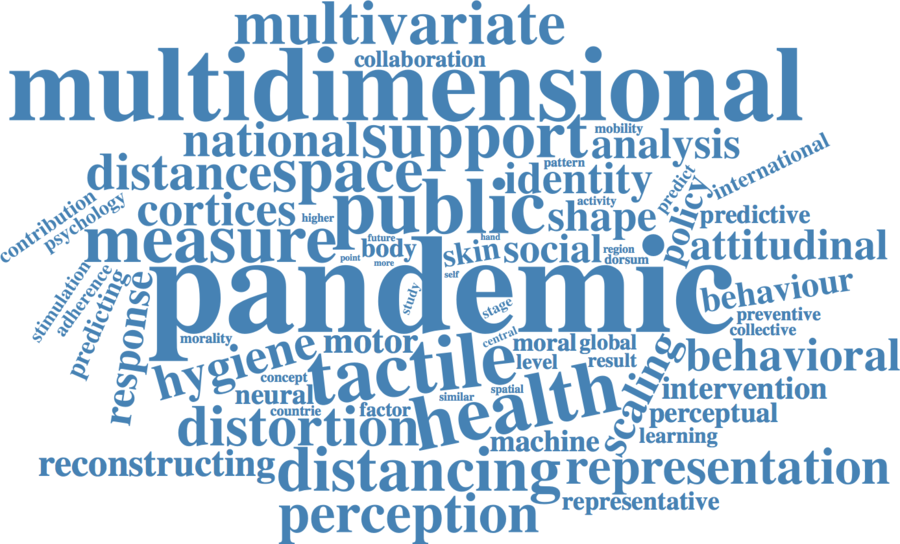 multivariate
collaboration
multidimensional
national support mobility analysis
distance space pattern identity predict international
contribution psychology cortices higher public activity shape policy predictive
measure future body point more hand skin self social region dorsum attitudinal
stimulation adherence predicting response pandemic study stage behaviour
preventive
collective
morality hygiene motor tactile central moral global scaling behavioral
level result
concept neural similar spatial health intervention
countrie factor perceptual
distortion machine learning
reconstructing distancing representation
representative
perception